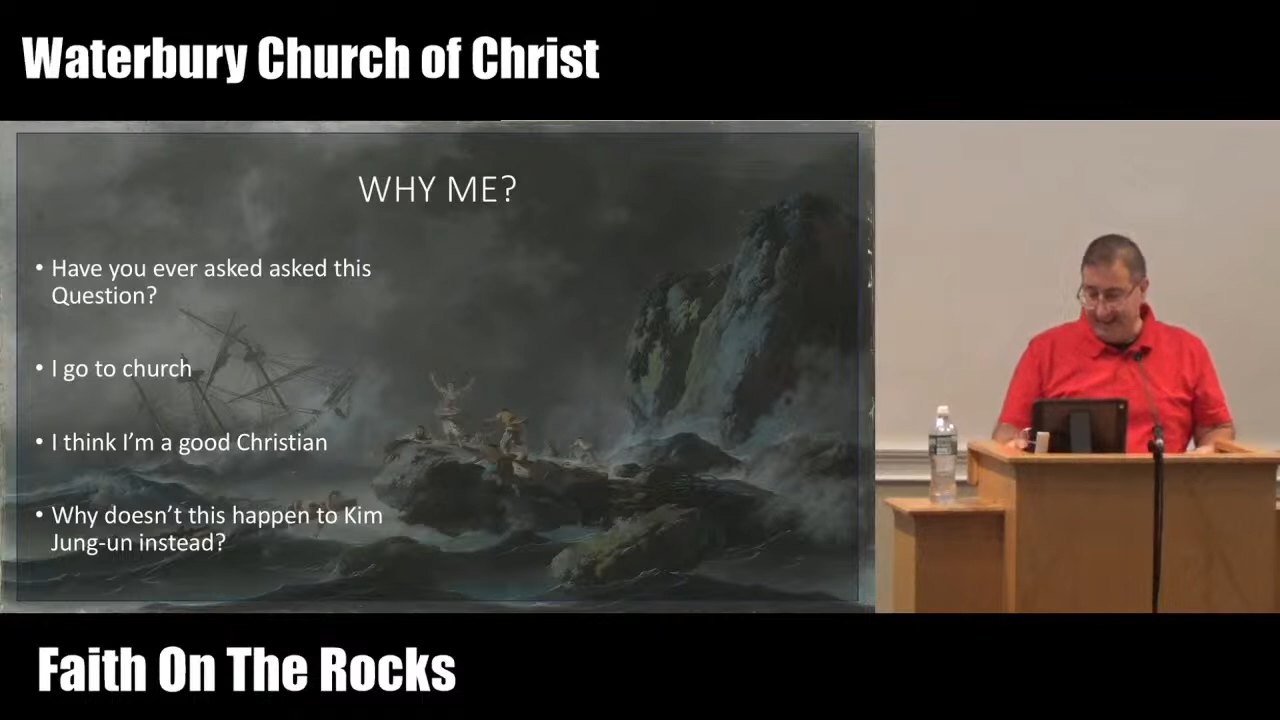 Waterbury Church of Christ
WHY ME?
• Have you ever asked asked this
Question?
• I go to church
• I think I’m a good Christian
• Why doesn’t this happen to Kim
Jung-un instead?
Faith On The Rocks